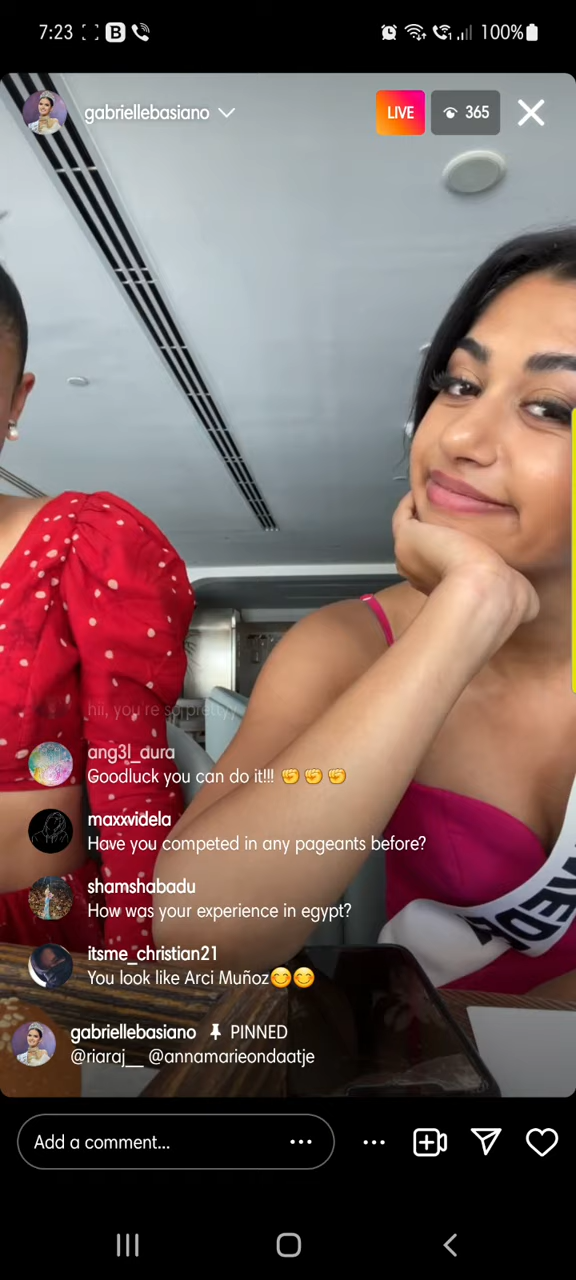 7:23
100%
gabriellebasiano
LIVE
365
hii, you're so pretty
ang3l_dura
Goodluck you can do it!!! ✊✊✊
maxxvidela
Have you competed in any pageants before?
shamshabadu
How was your experience in egypt?
itsme_christian21
You look like Arci Muñoz😊😊
gabriellebasiano 📌 PINNED
@riaraj__ @annamarieondaatje
Add a comment...